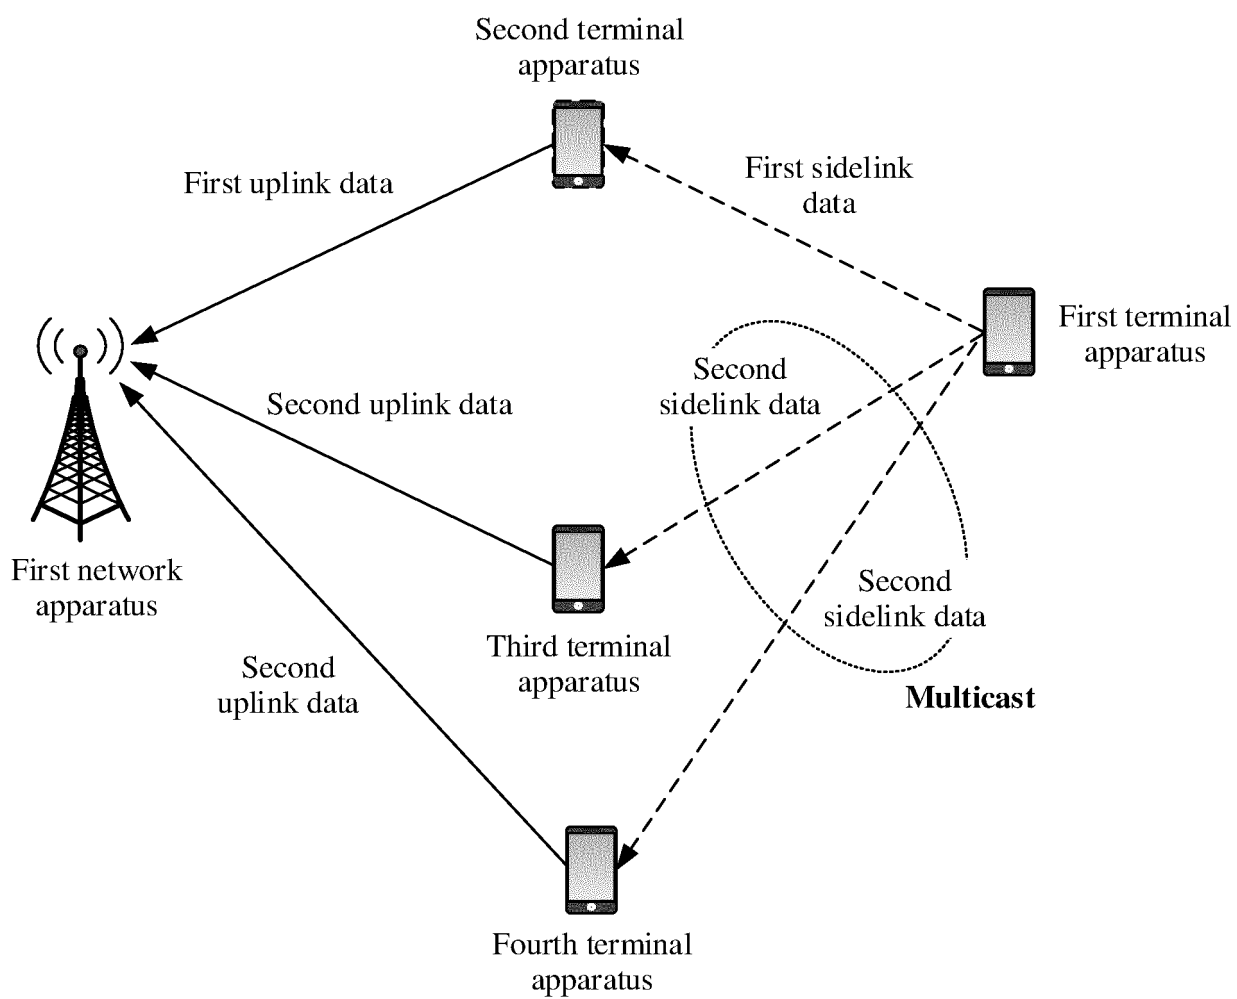 Second terminal
apparatus
First uplink data
First sidelink
data
First terminal
apparatus
Second
sidelink data
Second uplink data
First network
apparatus
Second
sidelink data
Third terminal
apparatus
Second
uplink data
Multicast
Fourth terminal
apparatus